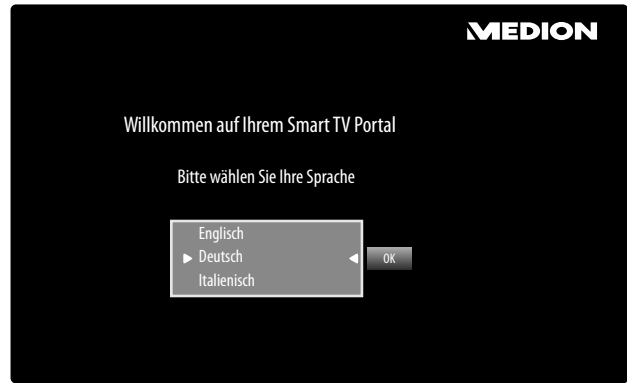 MEDION
Willkommen auf Ihrem Smart TV Portal
Bitte wählen Sie Ihre Sprache
Englisch
Deutsch OK
Italienisch